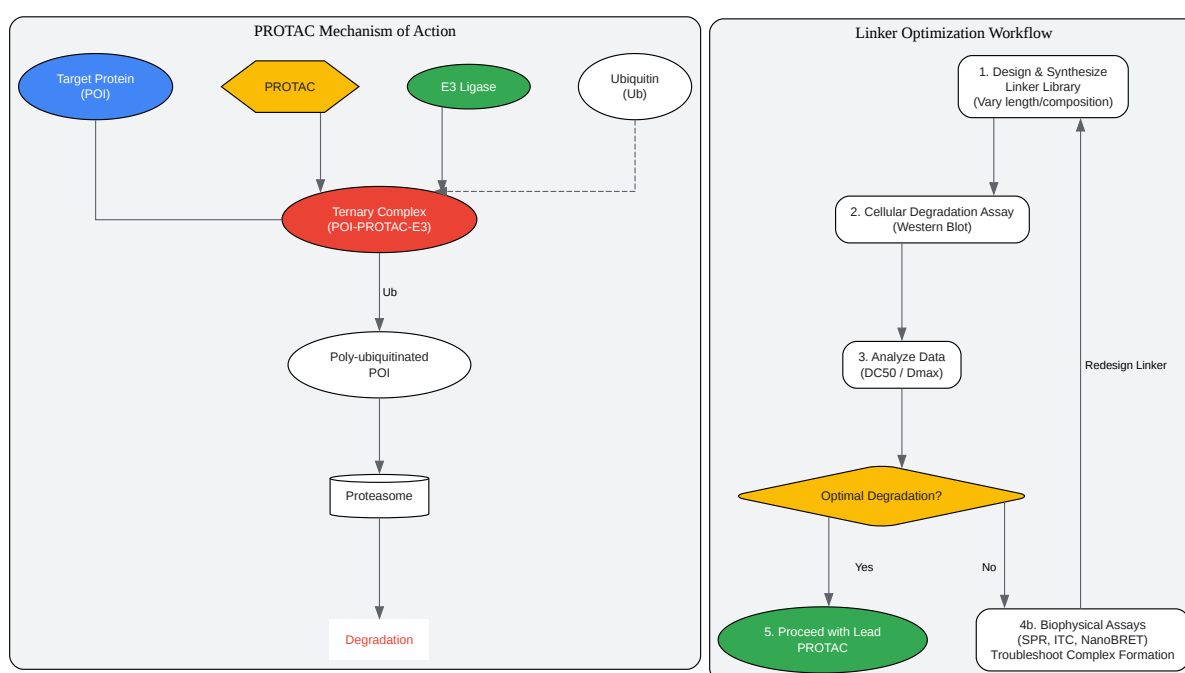 PROTAC Mechanism of Action
Target Protein
(POI)
PROTAC
E3 Ligase
Ubiquitin
(Ub)
Ternary Complex
(POI-PROTAC-E3)
Ub
Poly-ubiquitinated
POI
Proteasome
Degradation
Linker Optimization Workflow
1. Design & Synthesize
Linker Library
(Vary length/composition)
2. Cellular Degradation Assay
(Western Blot)
3. Analyze Data
(DC50 / Dmax)
Redesign Linker
Optimal Degradation?
Yes
No
5. Proceed with Lead
PROTAC
4b. Biophysical Assays
(SPR, ITC, NanoBRET)
Troubleshoot Complex Formation